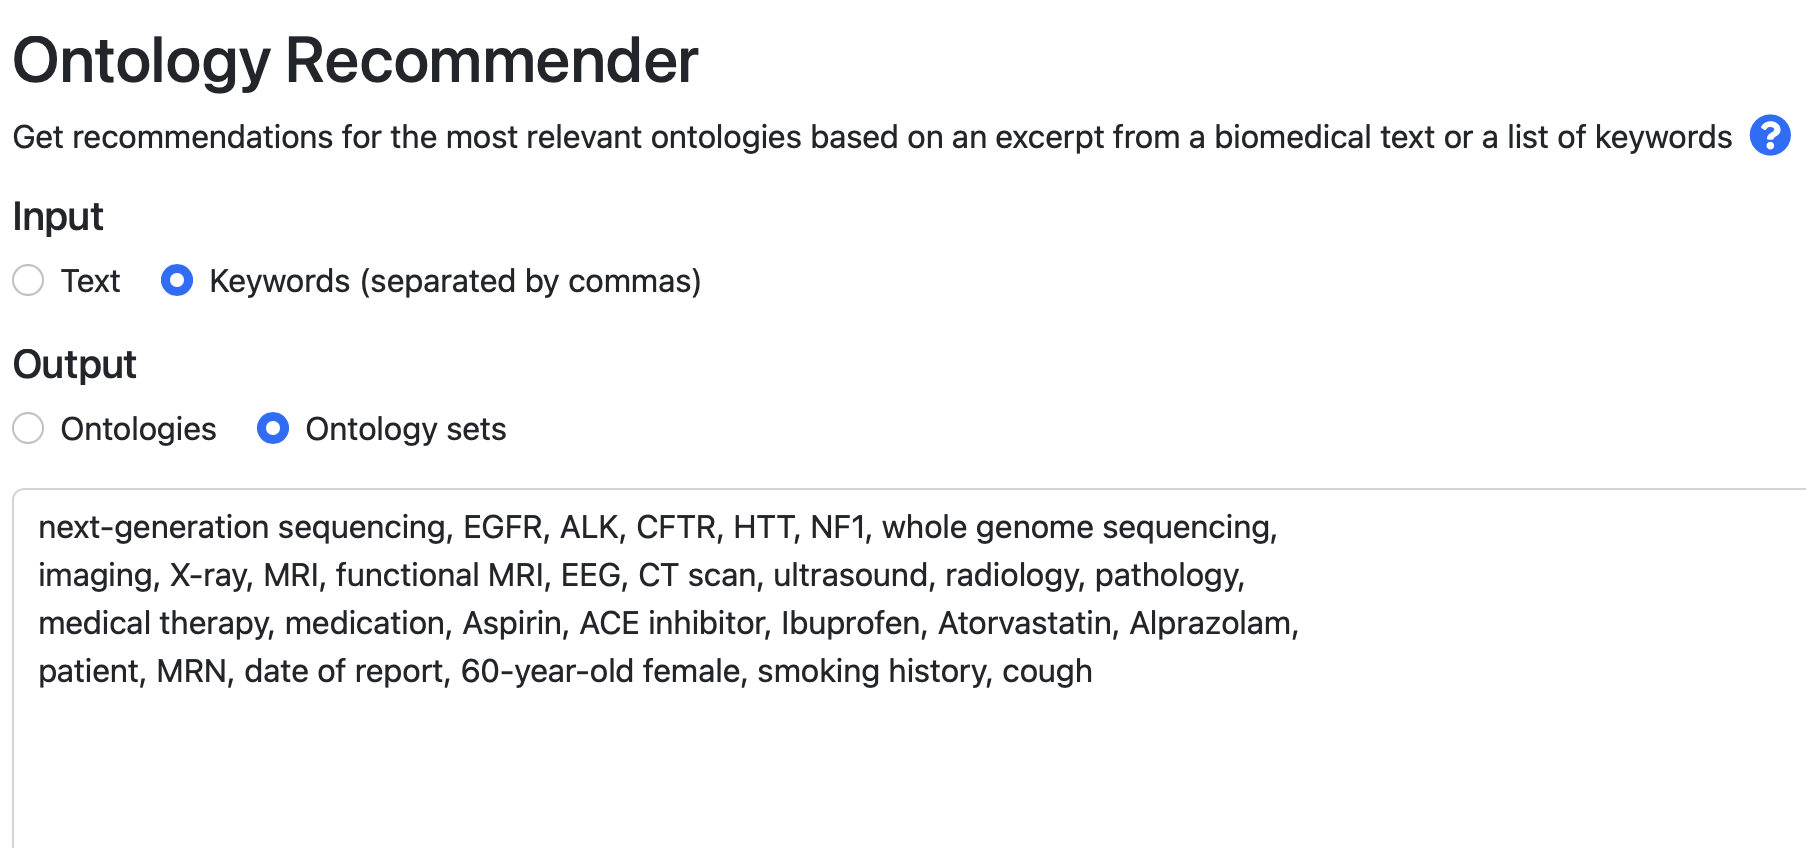 Ontology Recommender
Get recommendations for the most relevant ontologies based on an excerpt from a biomedical text or a list of keywords ?
Input
Text Keywords (separated by commas)
Output
Ontologies Ontology sets
next-generation sequencing, EGFR, ALK, CFTR, HTT, NF1, whole genome sequencing,
imaging, X-ray, MRI, functional MRI, EEG, CT scan, ultrasound, radiology, pathology,
medical therapy, medication, Aspirin, ACE inhibitor, Ibuprofen, Atorvastatin, Alprazolam,
patient, MRN, date of report, 60-year-old female, smoking history, cough